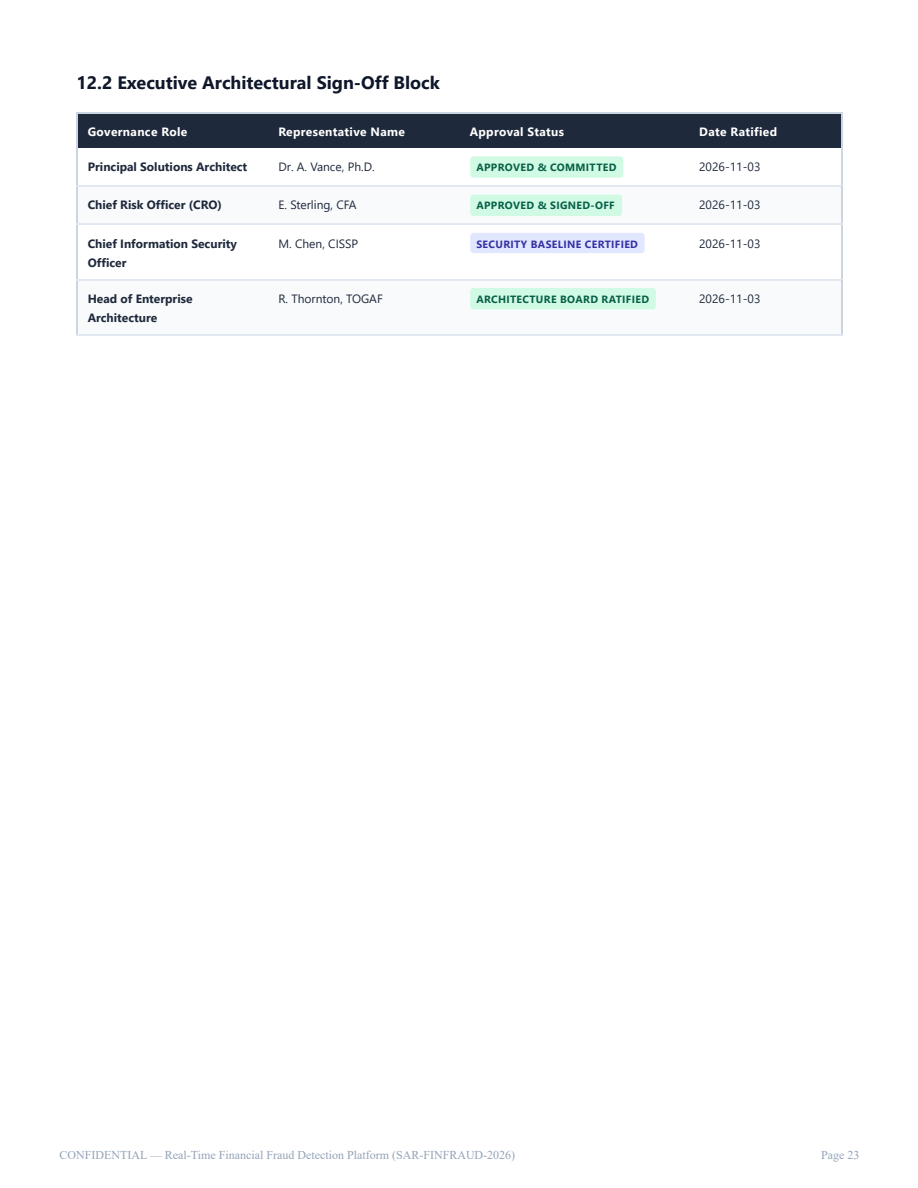 12.2 Executive Architectural Sign-Off Block
Governance Role Representative Name Approval Status Date Ratified
Principal Solutions Architect Dr. A. Vance, Ph.D. APPROVED & COMMITTED 2026-11-03
Chief Risk Officer (CRO) E. Sterling, CFA APPROVED & SIGNED-OFF 2026-11-03
Chief Information Security M. Chen, CISSP SECURITY BASELINE CERTIFIED 2026-11-03
Officer
Head of Enterprise R. Thornton, TOGAF ARCHITECTURE BOARD RATIFIED 2026-11-03
Architecture
CONFIDENTIAL — Real-Time Financial Fraud Detection Platform (SAR-FINFRAUD-2026) Page 23